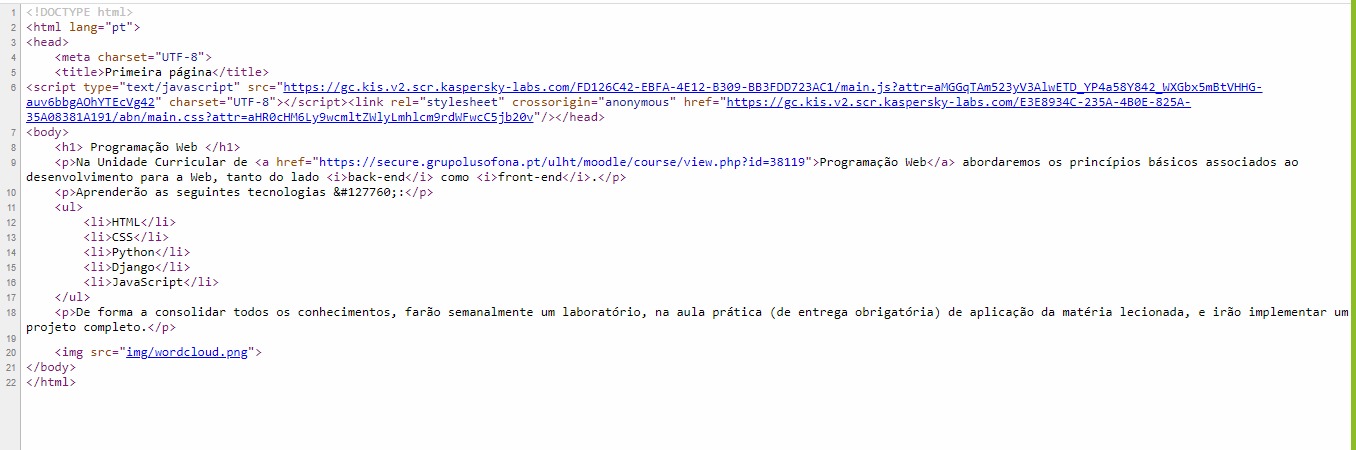 1 <!DOCTYPE html>
2 <html lang="pt">
3 <head>
4 <meta charset="UTF-8">
5 <title>Primeira página</title>
6 <script type="text/javascript" src="https://gc.kis.v2.scr.kaspersky-labs.com/FD126C42-EBFA-4E12-B309-BB3FDD723AC1/main.js?attr=aMGGqTAm523yV3AlwETD_YP4a58Y842_WXGbx5mBtVHHG-
auv6bbgAOhYTEcVg42" charset="UTF-8"></script><link rel="stylesheet" crossorigin="anonymous" href="https://gc.kis.v2.scr.kaspersky-labs.com/E3E8934C-235A-4B0E-825A-
35A08381A191/abn/main.css?attr=aHR0cHM6Ly9wcmltZWlyLmhlcm9rdWFwcC5jb20v"/></head>
7 <body>
8 <h1> Programação Web </h1>
9 <p>Na Unidade Curricular de <a href="https://secure.grupolusofona.pt/ulht/moodle/course/view.php?id=38119">Programação Web</a> abordaremos os princípios básicos associados ao
desenvolvimento para a Web, tanto do lado <i>back-end</i> como <i>front-end</i>.</p>
10 <p>Aprenderão as seguintes tecnologias &#127760;:</p>
11 <ul>
12 <li>HTML</li>
13 <li>CSS</li>
14 <li>Python</li>
15 <li>Django</li>
16 <li>JavaScript</li>
17 </ul>
18 <p>De forma a consolidar todos os conhecimentos, farão semanalmente um laboratório, na aula prática (de entrega obrigatória) de aplicação da matéria lecionada, e irão implementar um
projeto completo.</p>
19
20 <img src="img/wordcloud.png">
21 </body>
22 </html>